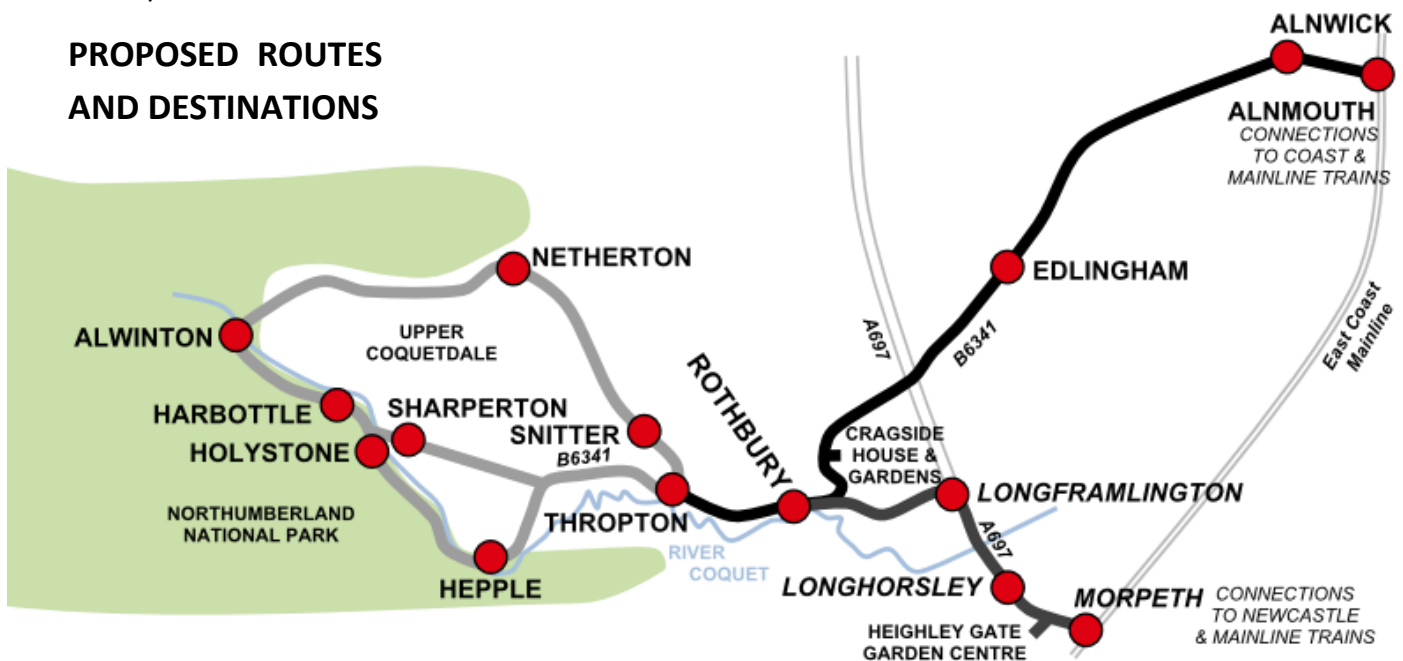 PROPOSED ROUTES
AND DESTINATIONS
ALNWICK
ALNMOUTH
CONNECTIONS
TO COAST &
MAINLINE TRAINS
NETHERTON
EDLINGHAM
ALWINTON
UPPER
COQUETDALE
A697
B6341
East Coast
Mainline
ROTHBURY
HARBOTTLE
SHARPERTON
HOLYSTONE
SNITTER
B6341
CRAGSIDE
HOUSE &
GARDENS
LONGFRAMLINGTON
NORTHUMBERLAND
NATIONAL PARK
THROPTON
A697
RIVER
COQUET
HEPPLE
LONGHORSLEY
MORPETH
CONNECTIONS
TO NEWCASTLE
& MAINLINE TRAINS
HEIGHLEY GATE
GARDEN CENTRE